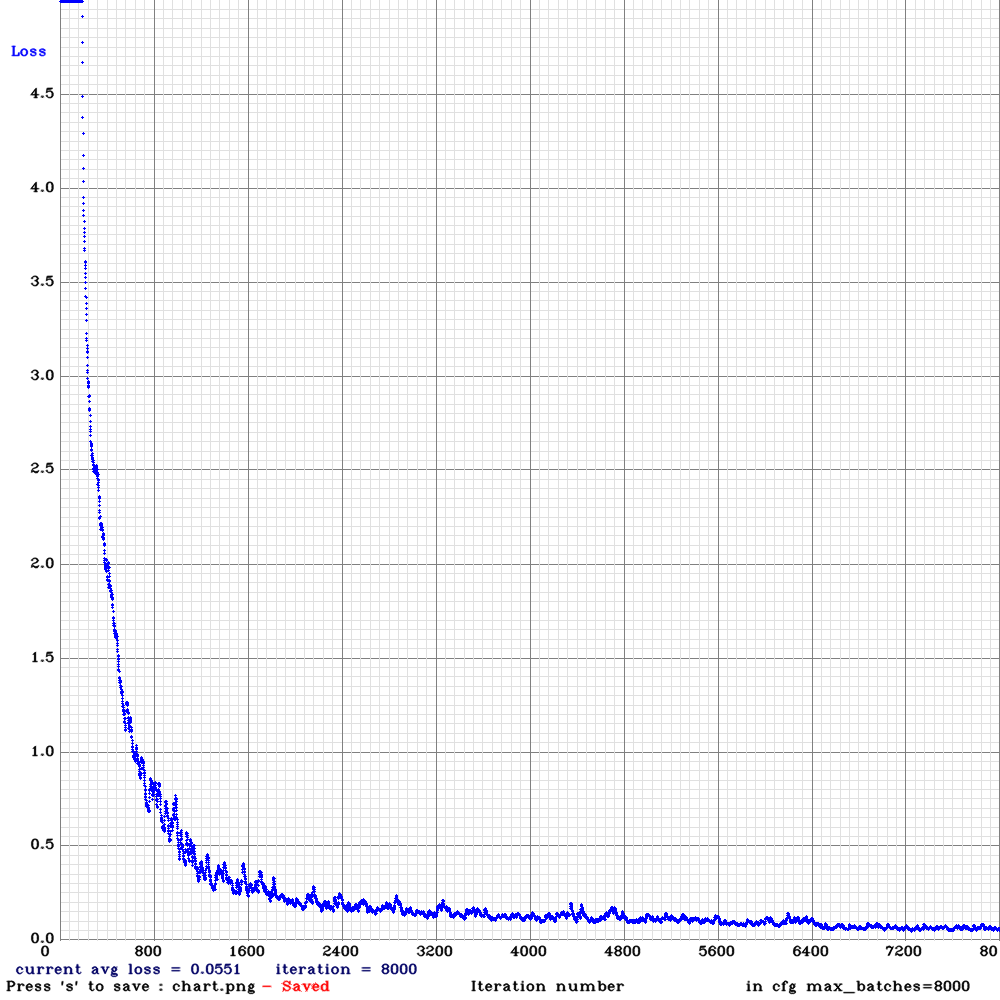 Loss
4.5
4.0
3.5
3.0
2.5
2.0
1.5
1.0
0.5
0.0
0 800 1600 2400 3200 4000 4800 5600 6400 7200 80
current avg loss = 0.0551 iteration = 8000
Press 's' to save : chart.png - Saved Iteration number in cfg max_batches=8000